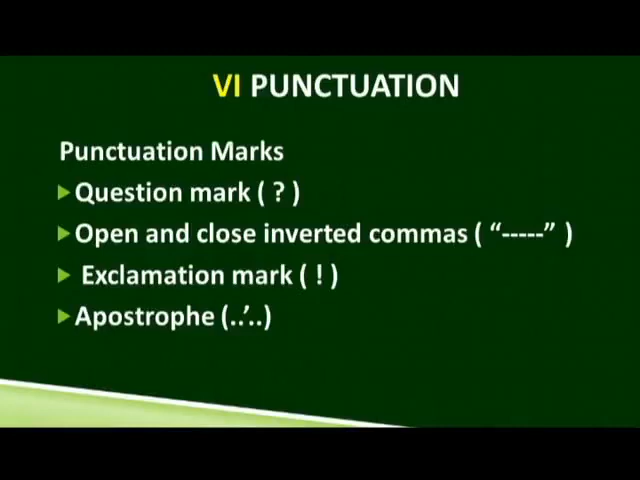 VI PUNCTUATION
Punctuation Marks
Question mark ( ? )
Open and close inverted commas ( “-----” )
Exclamation mark ( ! )
Apostrophe (..’..)